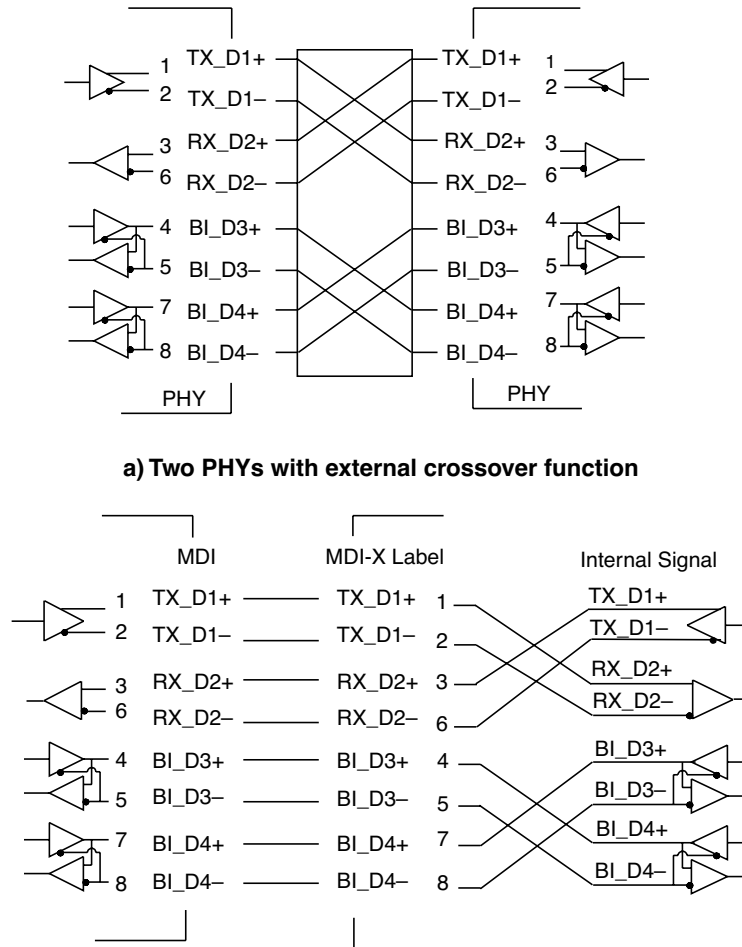 1 TX_D1+ TX_D1+ 1
2 TX_D1– TX_D1– 2
3 RX_D2+ RX_D2+ 3
6 RX_D2– RX_D2– 6
4 BI_D3+ BI_D3+ 4
5 BI_D3– BI_D3– 5
7 BI_D4+ BI_D4+ 7
8 BI_D4– BI_D4– 8
PHY PHY
a) Two PHYs with external crossover function
MDI MDI-X Label Internal Signal
1 TX_D1+ TX_D1+ 1 TX_D1+
2 TX_D1– TX_D1– 2 TX_D1–
3 RX_D2+ RX_D2+ 3 RX_D2+
6 RX_D2– RX_D2– 6 RX_D2–
4 BI_D3+ BI_D3+ 4 BI_D3+
5 BI_D3– BI_D3– 5 BI_D3–
7 BI_D4+ BI_D4+ 7 BI_D4+
8 BI_D4– BI_D4– 8 BI_D4–